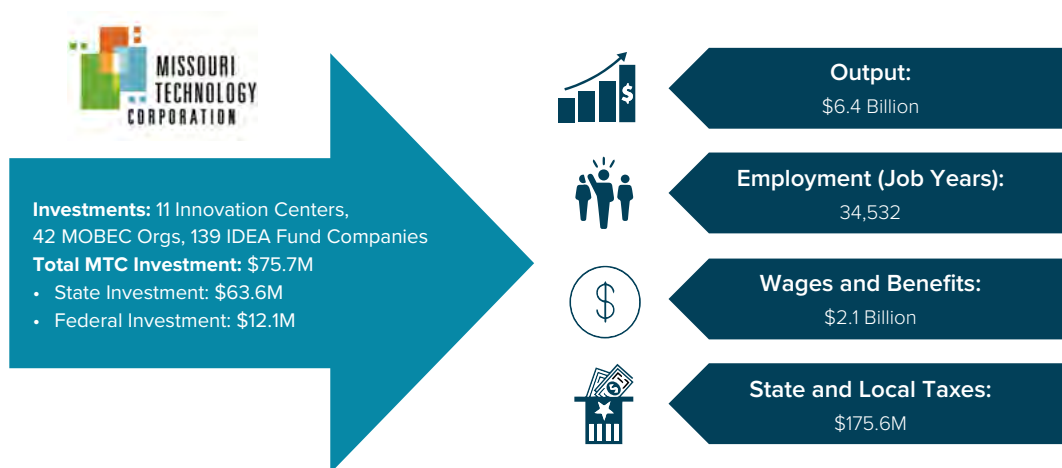 MISSOURI
TECHNOLOGY
CORPORATION
Investments: 11 Innovation Centers,
42 MOBEC Orgs, 139 IDEA Fund Companies
Total MTC Investment: $75.7M
• State Investment: $63.6M
• Federal Investment: $12.1M
$
Output:
$6.4 Billion
Employment (Job Years):
34,532
$
Wages and Benefits:
$2.1 Billion
$
State and Local Taxes:
$175.6M